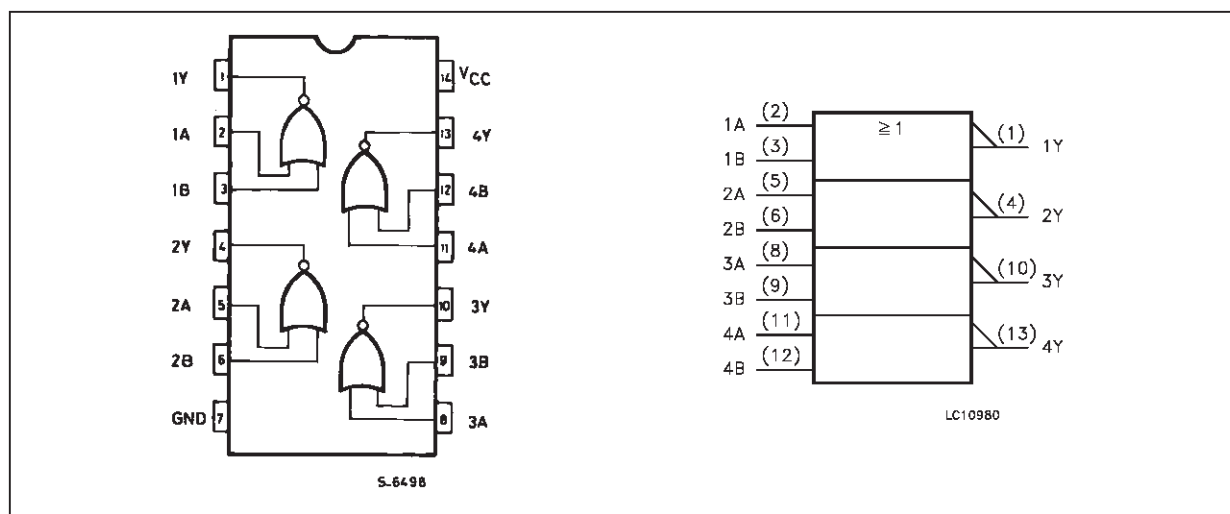 1Y 1
1A 2
1B 3
2Y 4
2A 5
2B 6
GND 7
14 VCC
13 4Y
12 4B
11 4A
10 3Y
9 3B
8 3A
S-6498
1A (2)
1B (3)
2A (5)
2B (6)
3A (8)
3B (9)
4A (11)
4B (12)
≥ 1
(1) 1Y
(4) 2Y
(10) 3Y
(13) 4Y
LC10980